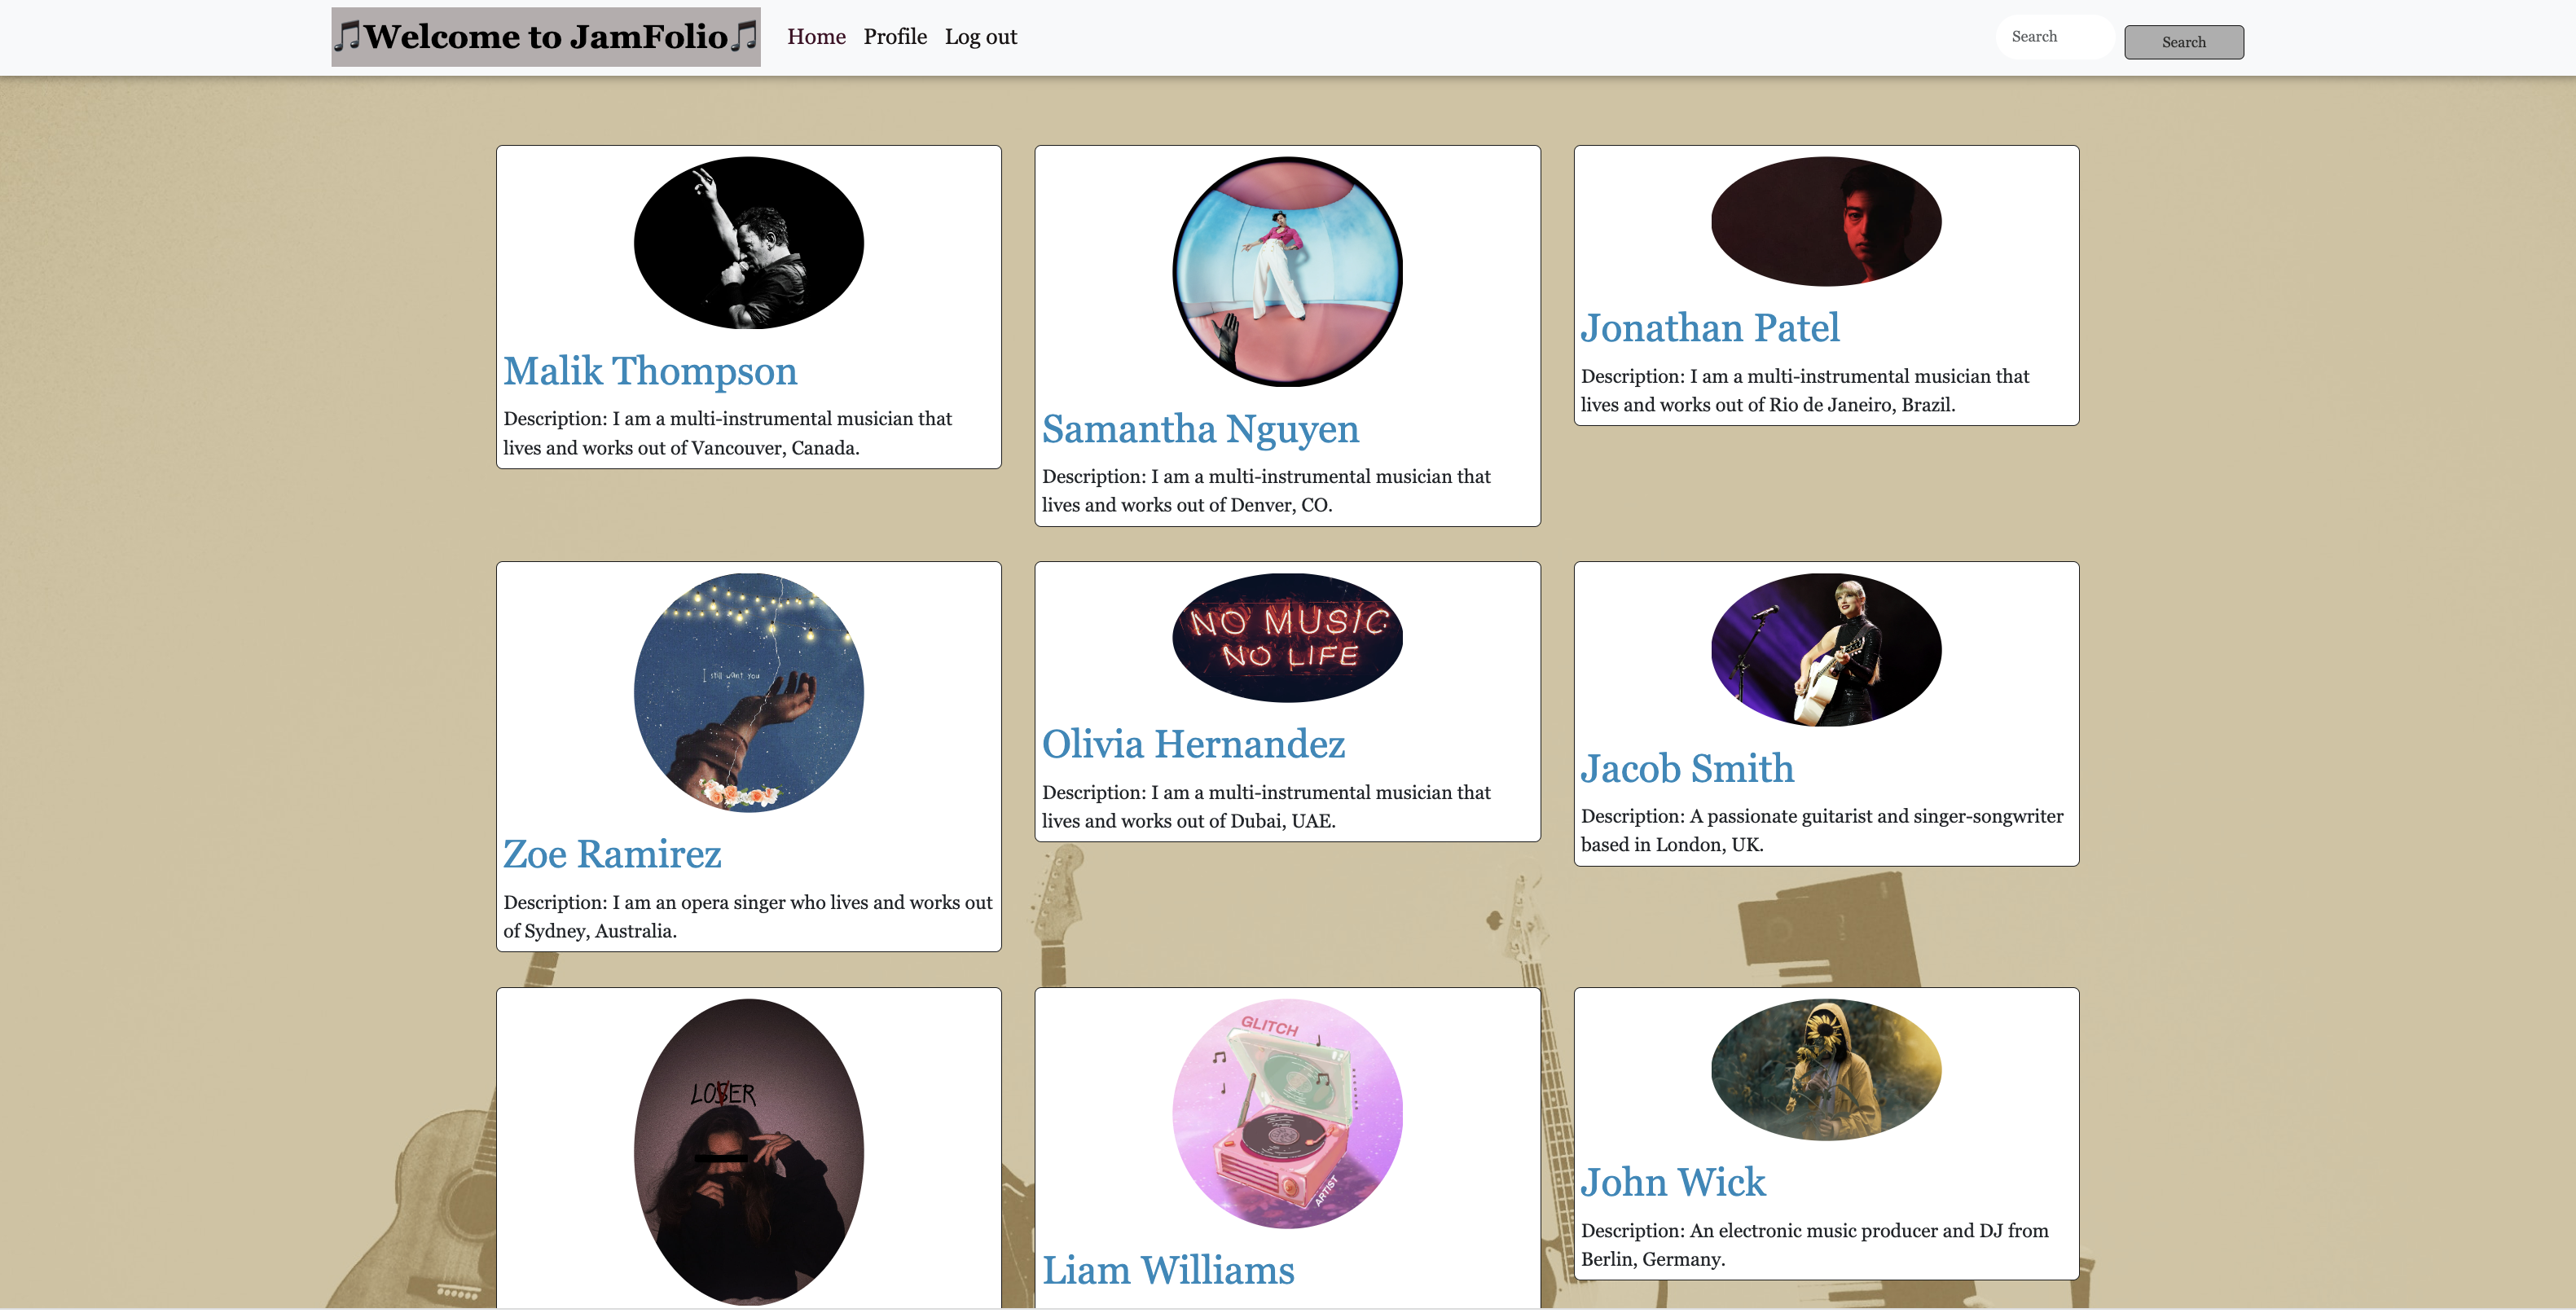 🎵Welcome to JamFolio🎵 Home Profile Log out Search Search
Malik Thompson
Description: I am a multi-instrumental musician that
lives and works out of Vancouver, Canada.
Samantha Nguyen
Description: I am a multi-instrumental musician that
lives and works out of Denver, CO.
Jonathan Patel
Description: I am a multi-instrumental musician that
lives and works out of Rio de Janeiro, Brazil.
I still want you
Zoe Ramirez
Description: I am an opera singer who lives and works out
of Sydney, Australia.
NO MUSIC
NO LIFE
Olivia Hernandez
Description: I am a multi-instrumental musician that
lives and works out of Dubai, UAE.
Jacob Smith
Description: A passionate guitarist and singer-songwriter
based in London, UK.
LOSER
GLITCH
ARTIST
Liam Williams
John Wick
Description: An electronic music producer and DJ from
Berlin, Germany.